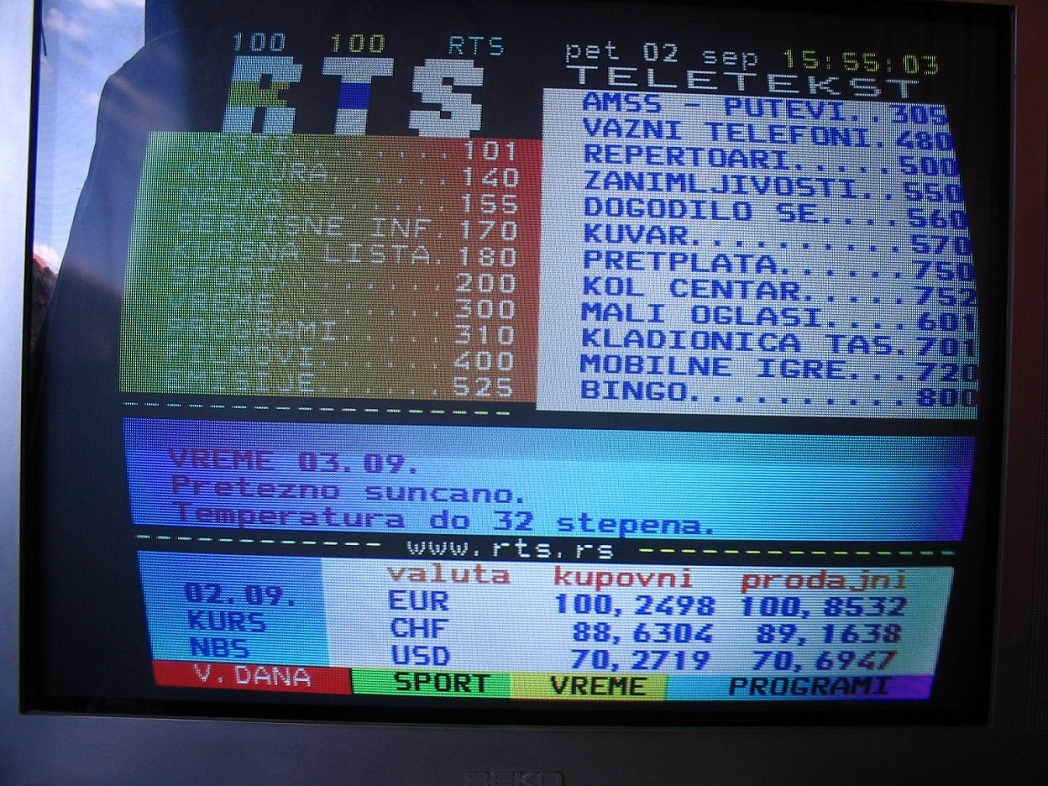 100 100 RTS pet 02 sep 15:55:03
RTS TELETEKST
VESTI........101
KULTURA......140
NAUKA........155
SERVISNE INF.170
KURSNA LISTA.180
SPORT........200
VREME........300
PROGRAMI.....310
FILMOVI......400
EMISIJE......525
AMSS - PUTEVI..305
VAZNI TELEFONI.480
REPERTOARI.....500
ZANIMLJIVOSTI..550
DOGODILO SE....560
KUVAR..........570
PRETPLATA......750
KOL CENTAR.....752
MALI OGLASI....601
KLADIONICA TAS.701
MOBILNE IGRE...720
BINGO..........800
VREME 03.09.
Pretezno suncano.
Temperatura do 32 stepena.
www.rts.rs
valuta kupovni prodajni
02.09. EUR 100,2498 100,8532
KURS CHF 88,6304 89,1638
NBS USD 70,2719 70,6947
V.DANA SPORT VREME PROGRAMI
BEKO